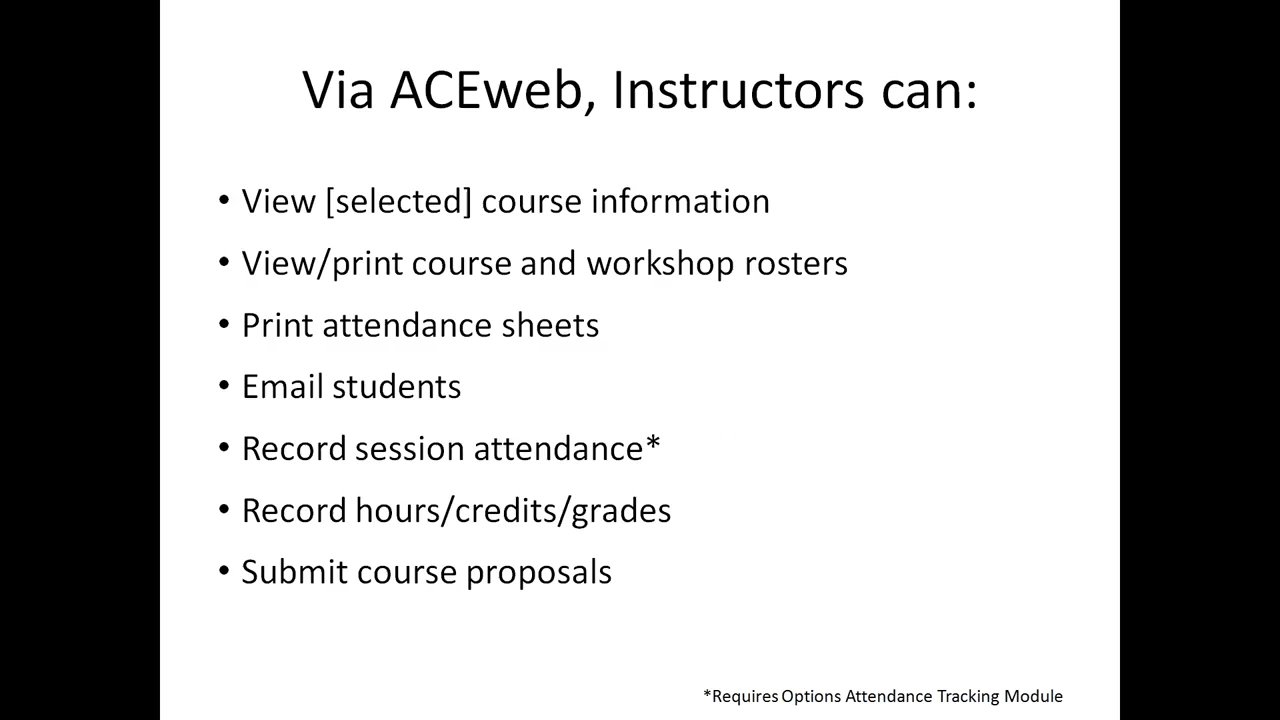 Via ACEweb, Instructors can:
• View [selected] course information
• View/print course and workshop rosters
• Print attendance sheets
• Email students
• Record session attendance*
• Record hours/credits/grades
• Submit course proposals
*Requires Options Attendance Tracking Module